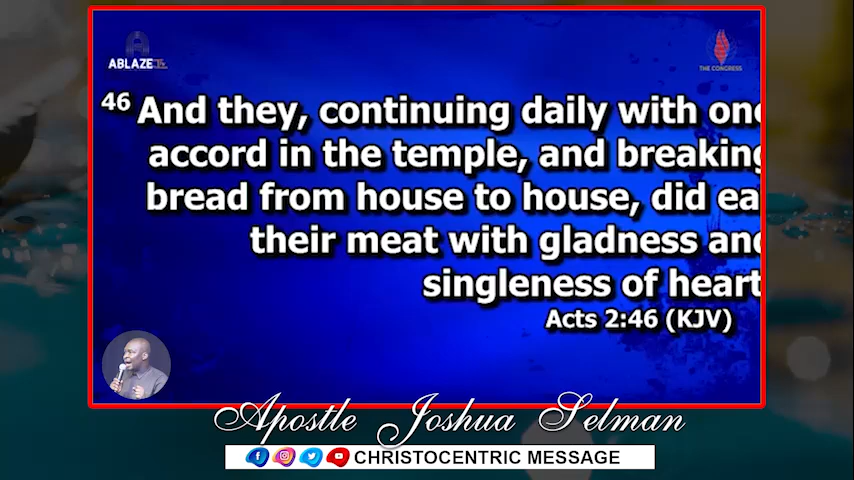 ABLAZE
THE CONGRESS
46 And they, continuing daily with one
accord in the temple, and breaking
bread from house to house, did ea
their meat with gladness and
singleness of heart
Acts 2:46 (KJV)
Apostle Joshua Selman
CHRISTOCENTRIC MESSAGE